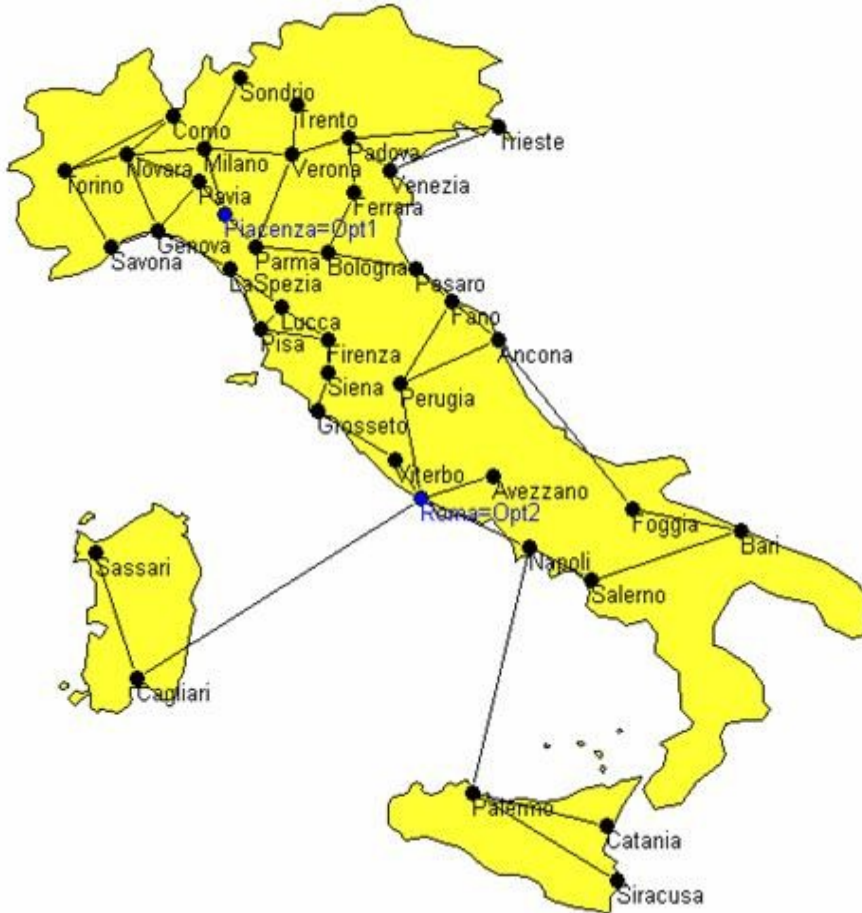 Sondrio
Trento
Como
Trieste
Padova
Novara
Milano
Verona
Torino
Venezia
Pavia
Ferrara
Piacenza=Opt1
Genova
Savona
Parma
Bologna
LaSpezia
Pasaro
Fano
Lucca
Pisa
Firenza
Ancona
Siena
Perugia
Grosseto
Viterbo
Avezzano
Roma=Opt2
Foggia
Bari
Napoli
Sassari
Salerno
Cagliari
Palermo
Catania
Siracusa